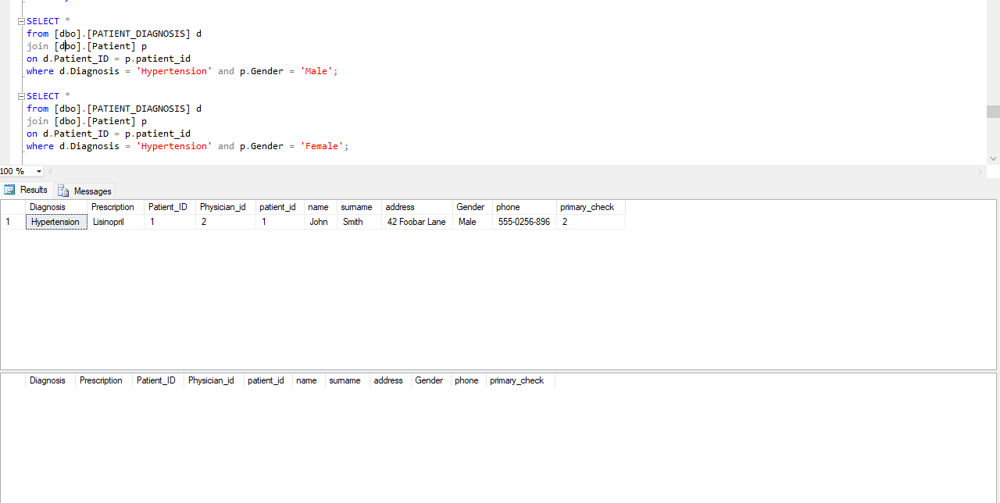 SELECT *
from [dbo].[PATIENT_DIAGNOSIS] d
join [dbo].[Patient] p
on d.Patient_ID = p.patient_id
where d.Diagnosis = 'Hypertension' and p.Gender = 'Male';
SELECT *
from [dbo].[PATIENT_DIAGNOSIS] d
join [dbo].[Patient] p
on d.Patient_ID = p.patient_id
where d.Diagnosis = 'Hypertension' and p.Gender = 'Female';
100 %
Results Messages
Diagnosis Prescription Patient_ID Physician_id patient_id name surname address Gender phone primary_check
1 Hypertension Lisinopril 1 2 1 John Smith 42 Foobar Lane Male 555-0256-896 2
Diagnosis Prescription Patient_ID Physician_id patient_id name surname address Gender phone primary_check